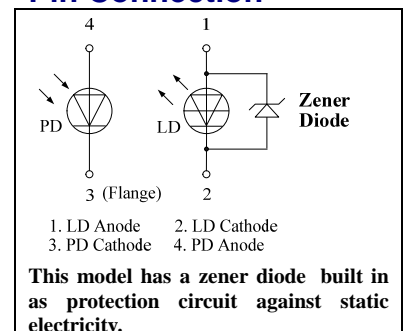 Pin Connection
4 1
PD LD Zener
Diode
3 (Flange) 2
1. LD Anode 2. LD Cathode
3. PD Cathode 4. PD Anode
This model has a zener diode built in
as protection circuit against static
electricity.